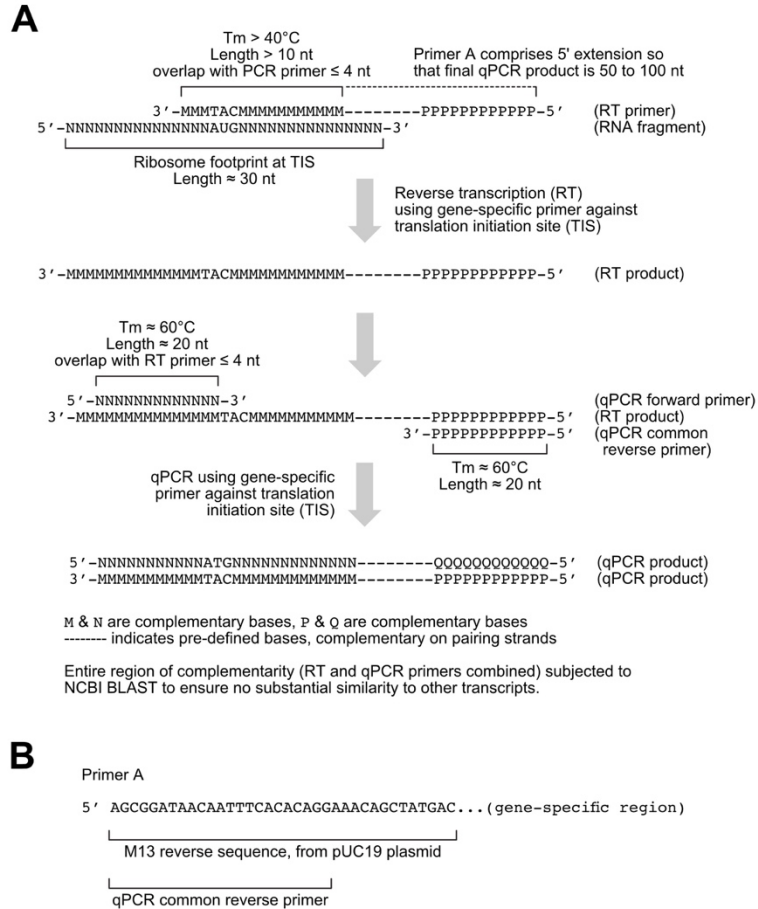 A
Tm > 40°C
Length > 10 nt
overlap with PCR primer ≤ 4 nt
Primer A comprises 5' extension so
that final qPCR product is 50 to 100 nt
3’-MMMTACMMMMMMMMMMM--------PPPPPPPPPPPP-5’ (RT primer)
5’-NNNNNNNNNNNNNNNAUGNNNNNNNNNNNNNNN-3’ (RNA fragment)
Ribosome footprint at TIS
Length ≈ 30 nt
Reverse transcription (RT)
using gene-specific primer against
translation initiation site (TIS)
3’-MMMMMMMMMMMMMMTACMMMMMMMMMMMM--------PPPPPPPPPPPP-5’ (RT product)
Tm ≈ 60°C
Length ≈ 20 nt
overlap with RT primer ≤ 4 nt
5’-NNNNNNNNNNNNN-3’ (qPCR forward primer)
3’-MMMMMMMMMMMMMMMTACMMMMMMMMMMM--------PPPPPPPPPPPP-5’ (RT product)
3’-PPPPPPPPPPPP-5’ (qPCR common
reverse primer)
Tm ≈ 60°C
Length ≈ 20 nt
qPCR using gene-specific
primer against translation
initiation site (TIS)
5’-NNNNNNNNNNNATGNNNNNNNNNNNNN--------QQQQQQQQQQQQ-5’ (qPCR product)
3’-MMMMMMMMMMMTACMMMMMMMMMMMMM--------PPPPPPPPPPPP-5’ (qPCR product)
M & N are complementary bases, P & Q are complementary bases
-------- indicates pre-defined bases, complementary on pairing strands
Entire region of complementarity (RT and qPCR primers combined) subjected to
NCBI BLAST to ensure no substantial similarity to other transcripts.
B
Primer A
5’ AGCGGATAACAATTTCACACAGGAAACAGCTATGAC...(gene-specific region)
M13 reverse sequence, from pUC19 plasmid
qPCR common reverse primer